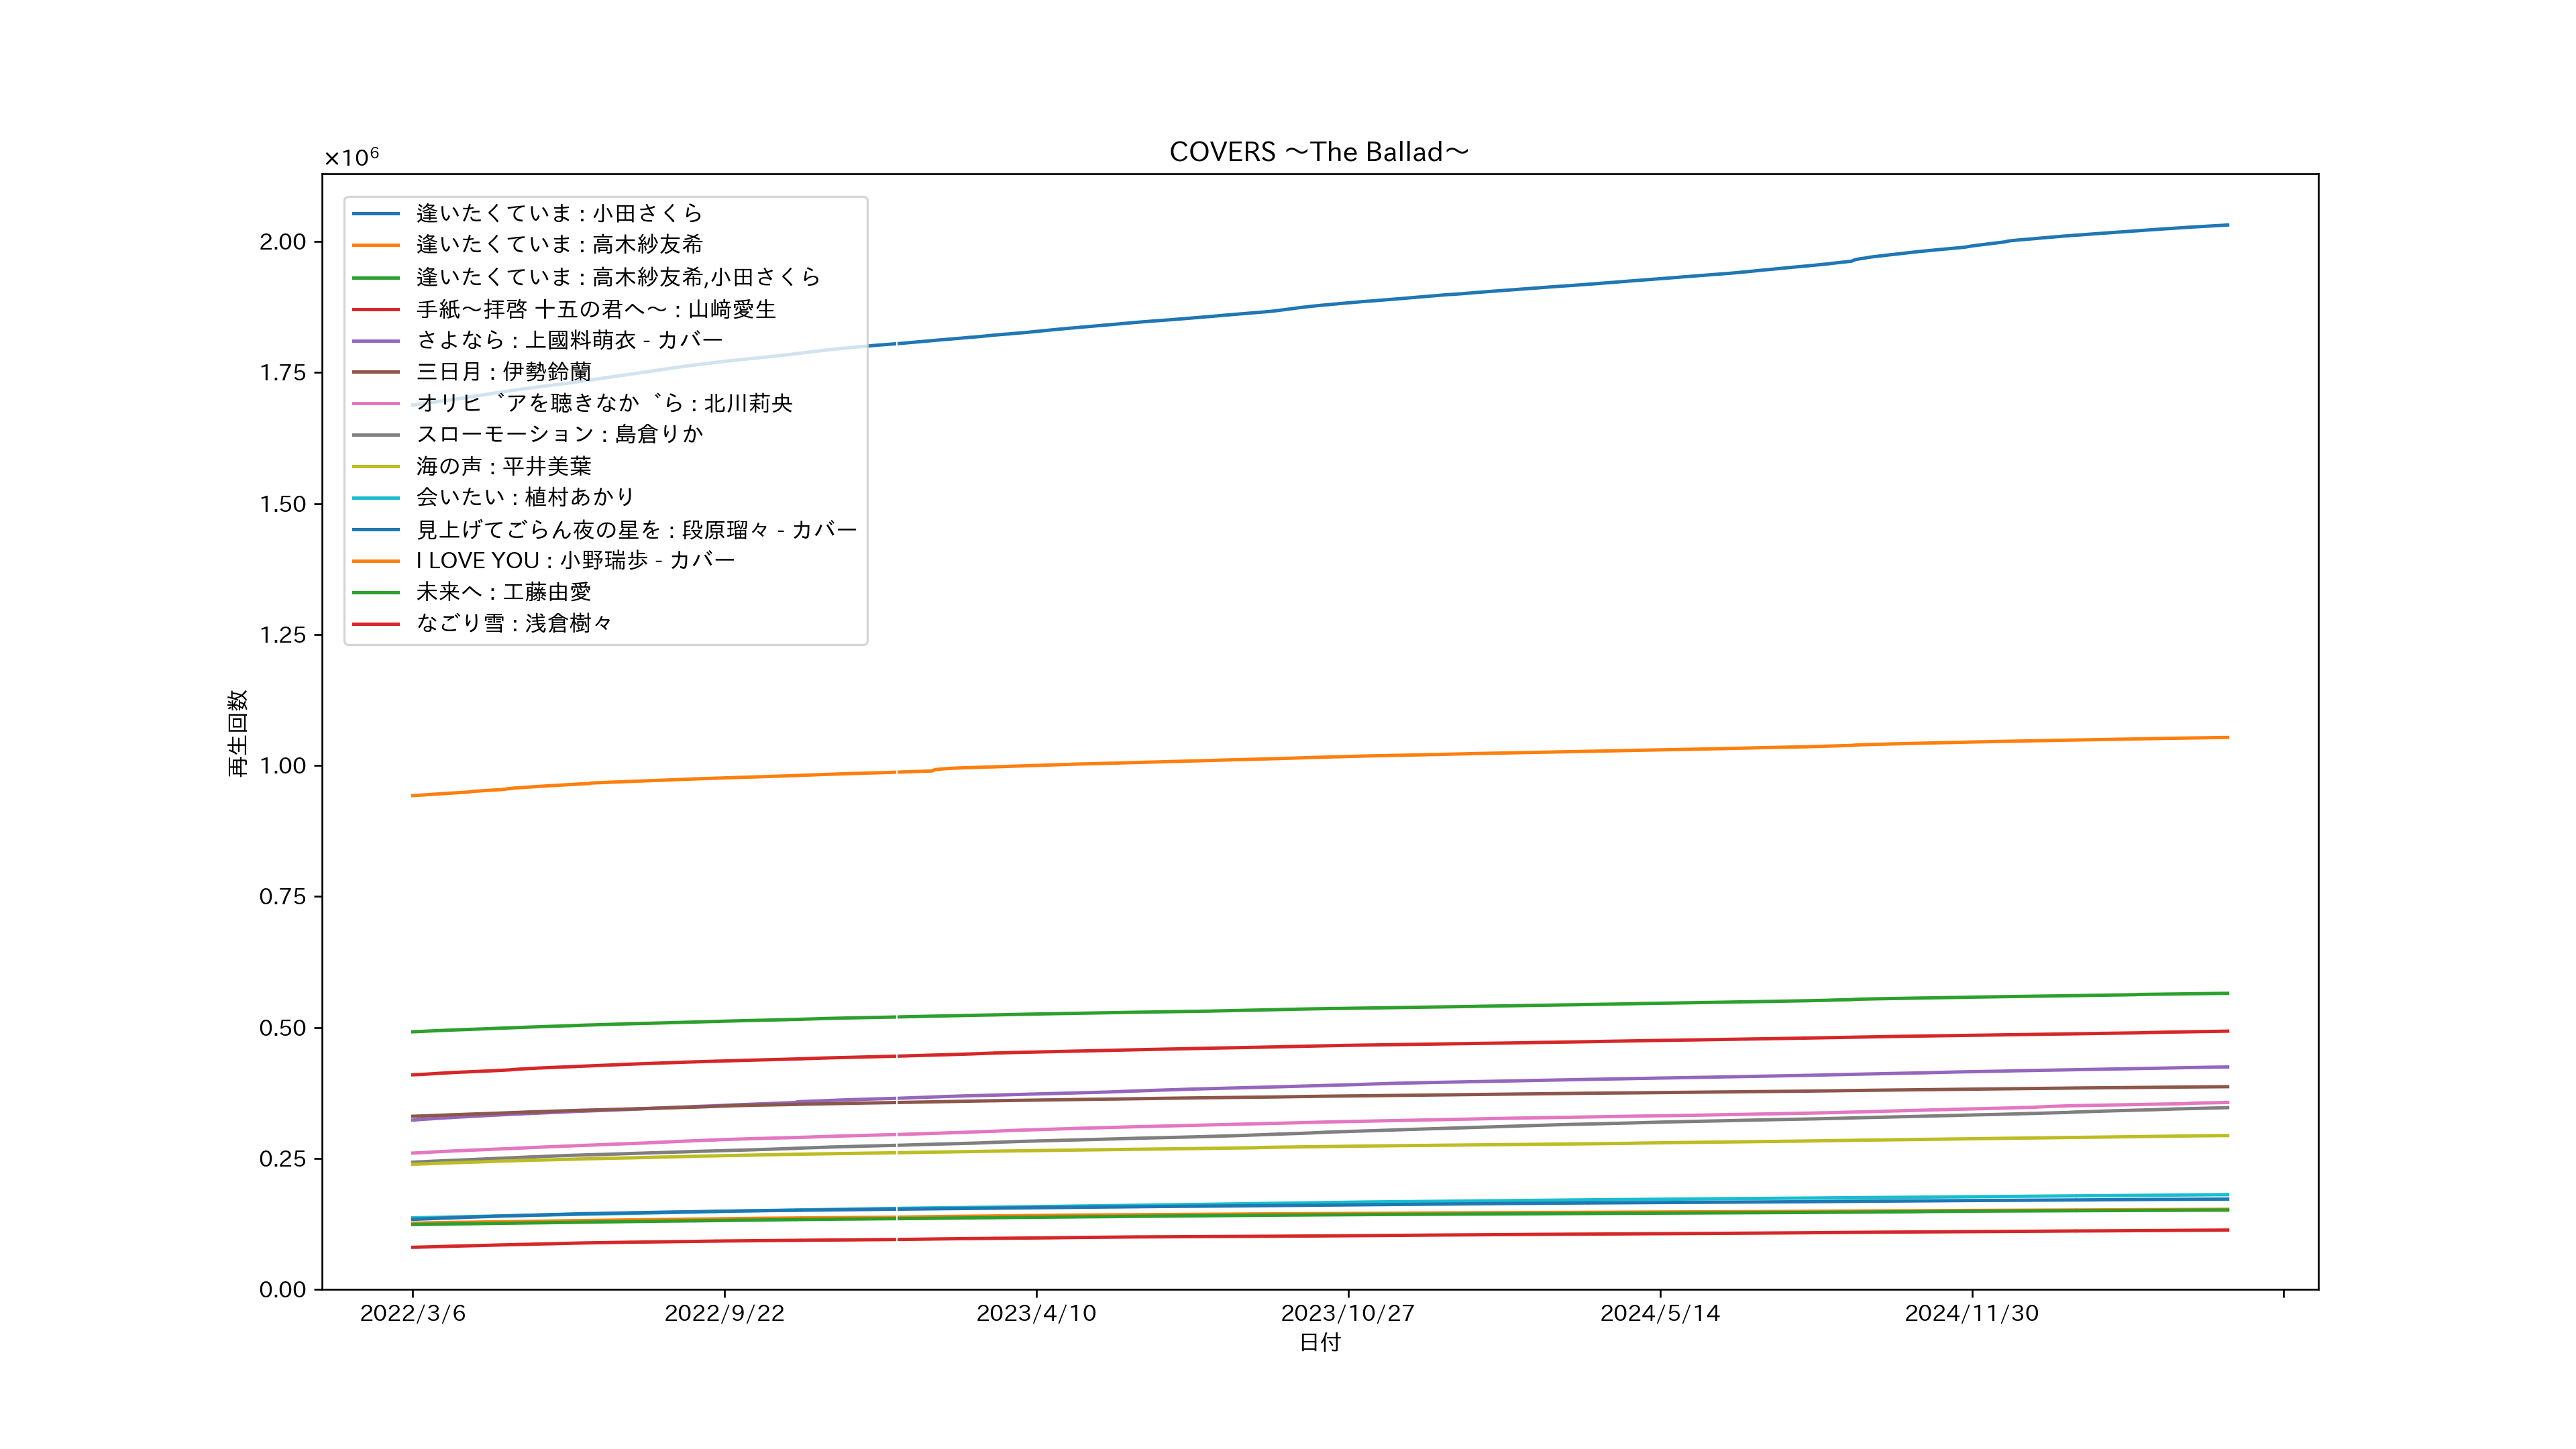 COVERS ～The Ballad～
×10⁶
逢いたくていま : 小田さくら
逢いたくていま : 高木紗友希
逢いたくていま : 高木紗友希,小田さくら
手紙～拝啓 十五の君へ～ : 山﨑愛生
さよなら : 上國料萌衣 - カバー
三日月 : 伊勢鈴蘭
オリヒ゛アを聴きなか゛ら : 北川莉央
スローモーション : 島倉りか
海の声 : 平井美葉
会いたい : 植村あかり
見上げてごらん夜の星を : 段原瑠々 - カバー
I LOVE YOU : 小野瑞歩 - カバー
未来へ : 工藤由愛
なごり雪 : 浅倉樹々
2.00
1.75
1.50
1.25
1.00
0.75
0.50
0.25
0.00
再生回数
2022/3/6
2022/9/22
2023/4/10
2023/10/27
2024/5/14
2024/11/30
日付